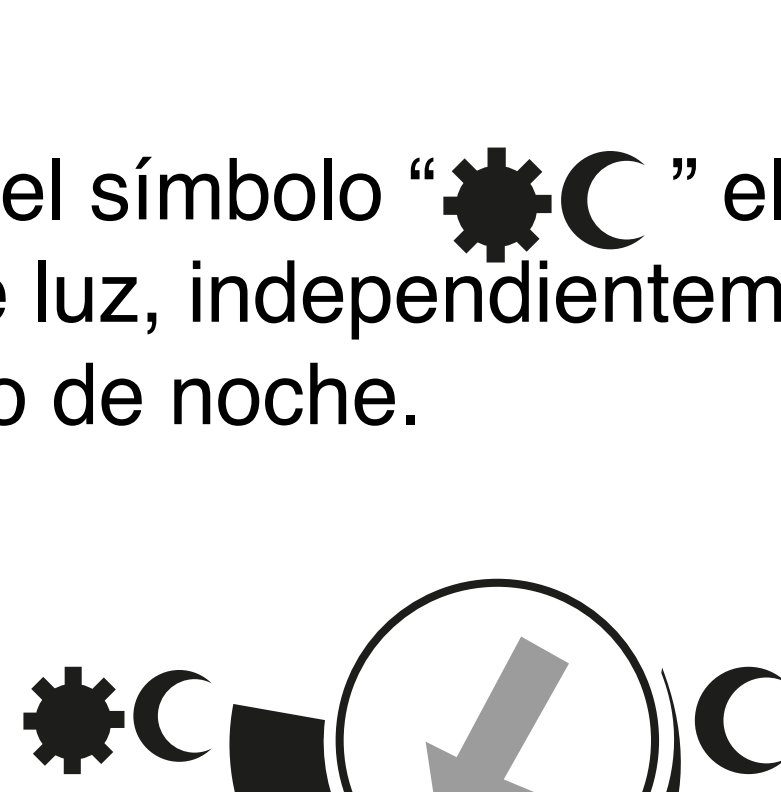 el símbolo “ ” el
luz, independientem
de noche.